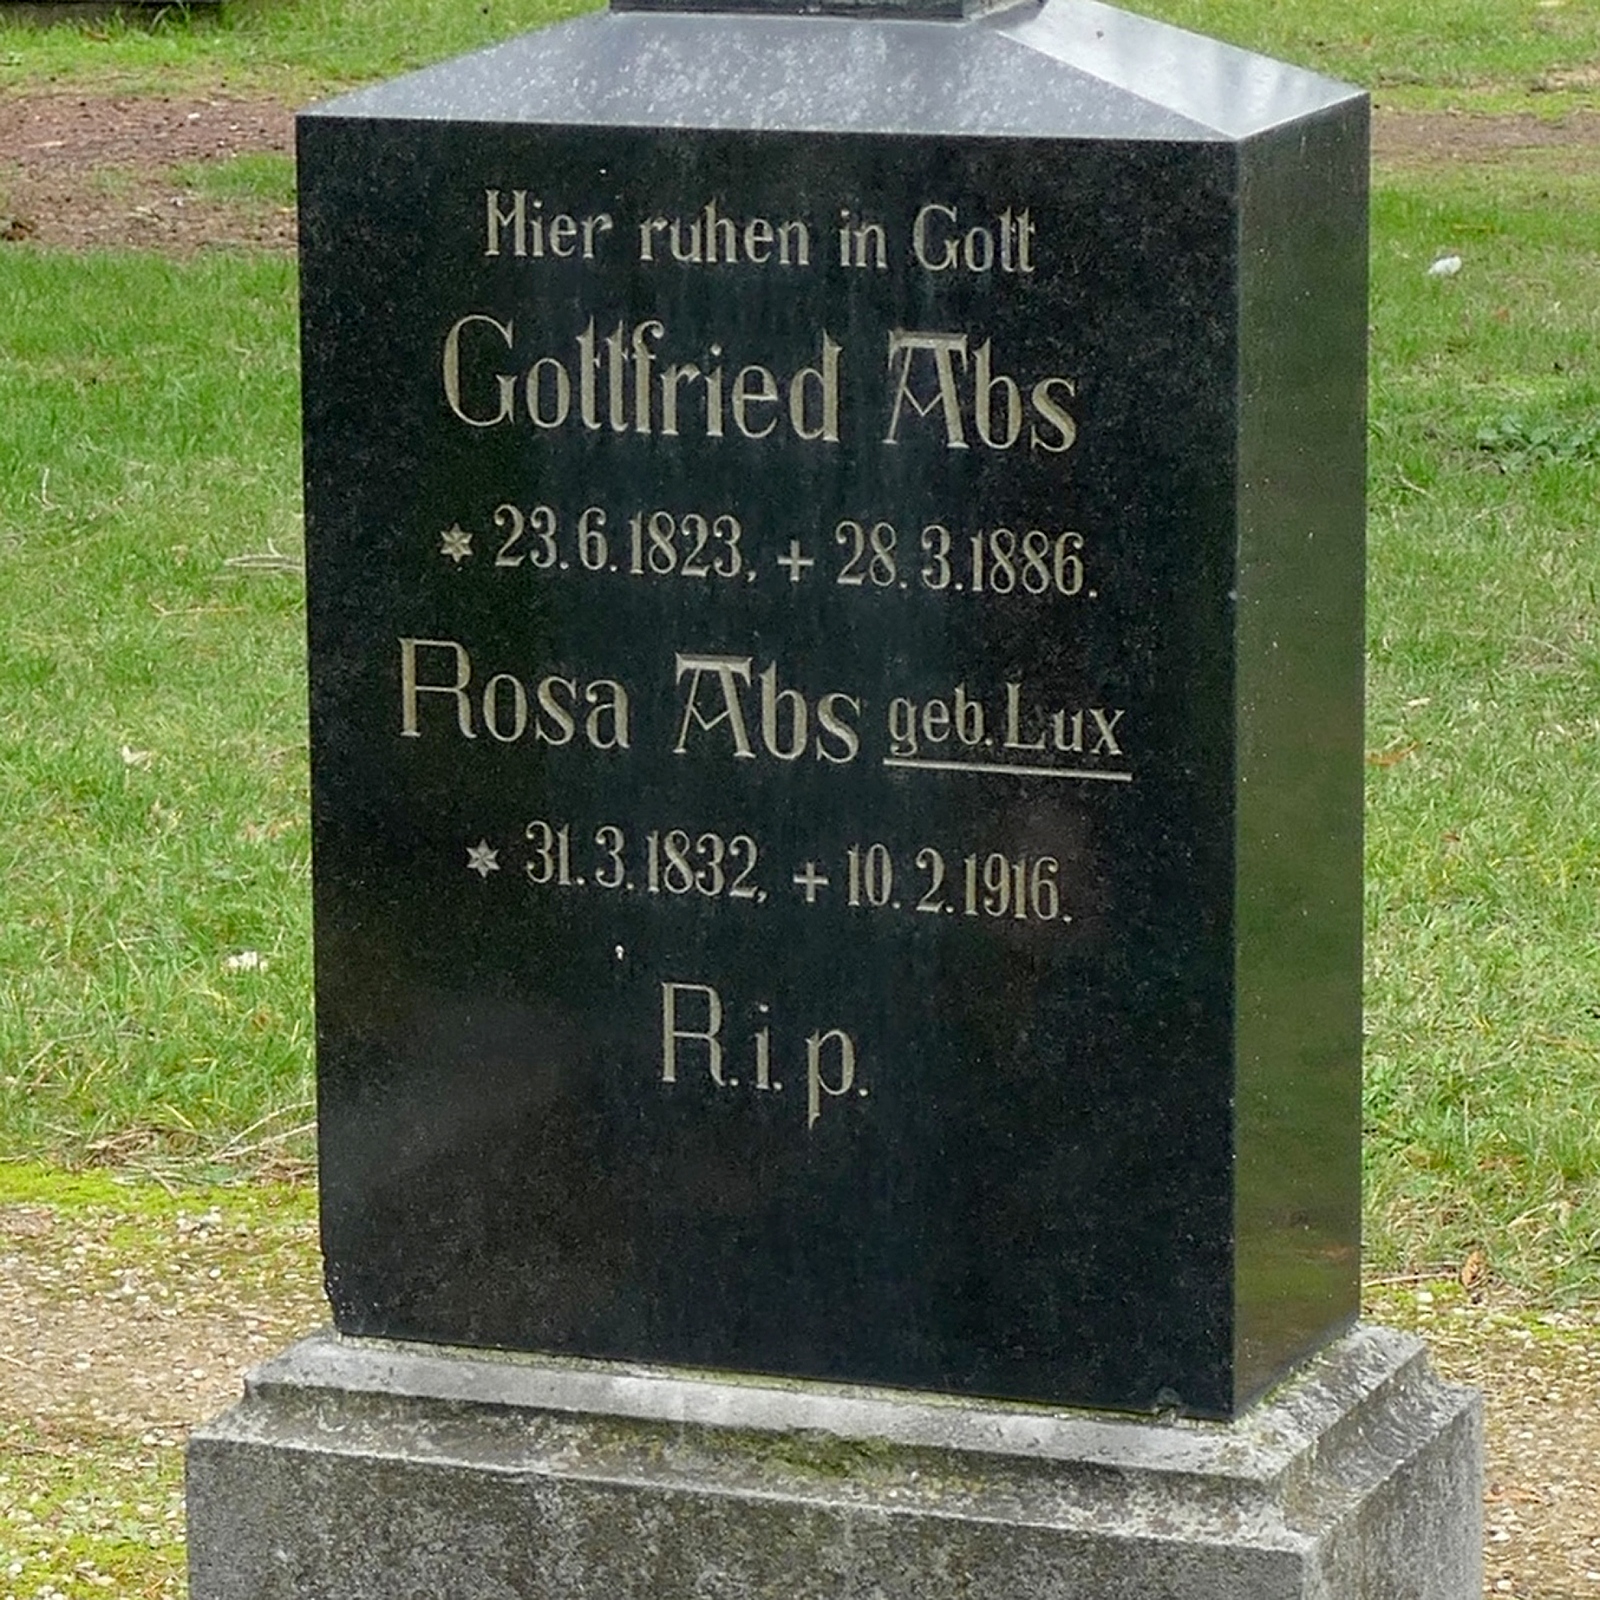 Hier ruhen in Gott
Gottfried Abs
* 23.6.1823, + 28.3.1886.
Rosa Abs geb. Lux
* 31.3.1832, + 10.2.1916.
R.i.p.